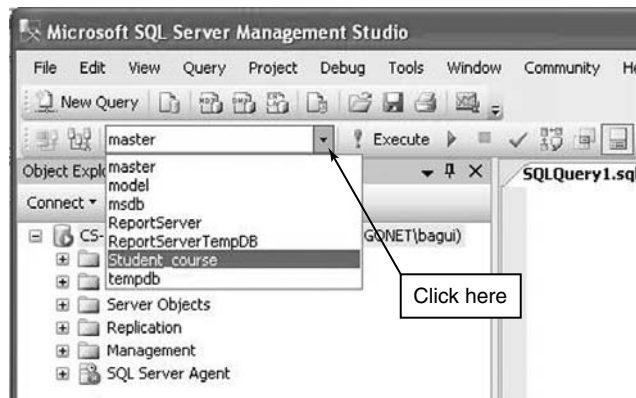 Microsoft SQL Server Management Studio
File Edit View Query Project Debug Tools Window Community
New Query
master Execute
Object Expl
SQLQuery1.sql
master
model
msdb
ReportServer
ReportServerTempDB
Student_course
tempdb
Connect
CS- GONET\bagui)
Server Objects
Replication
Management
SQL Server Agent
Click here